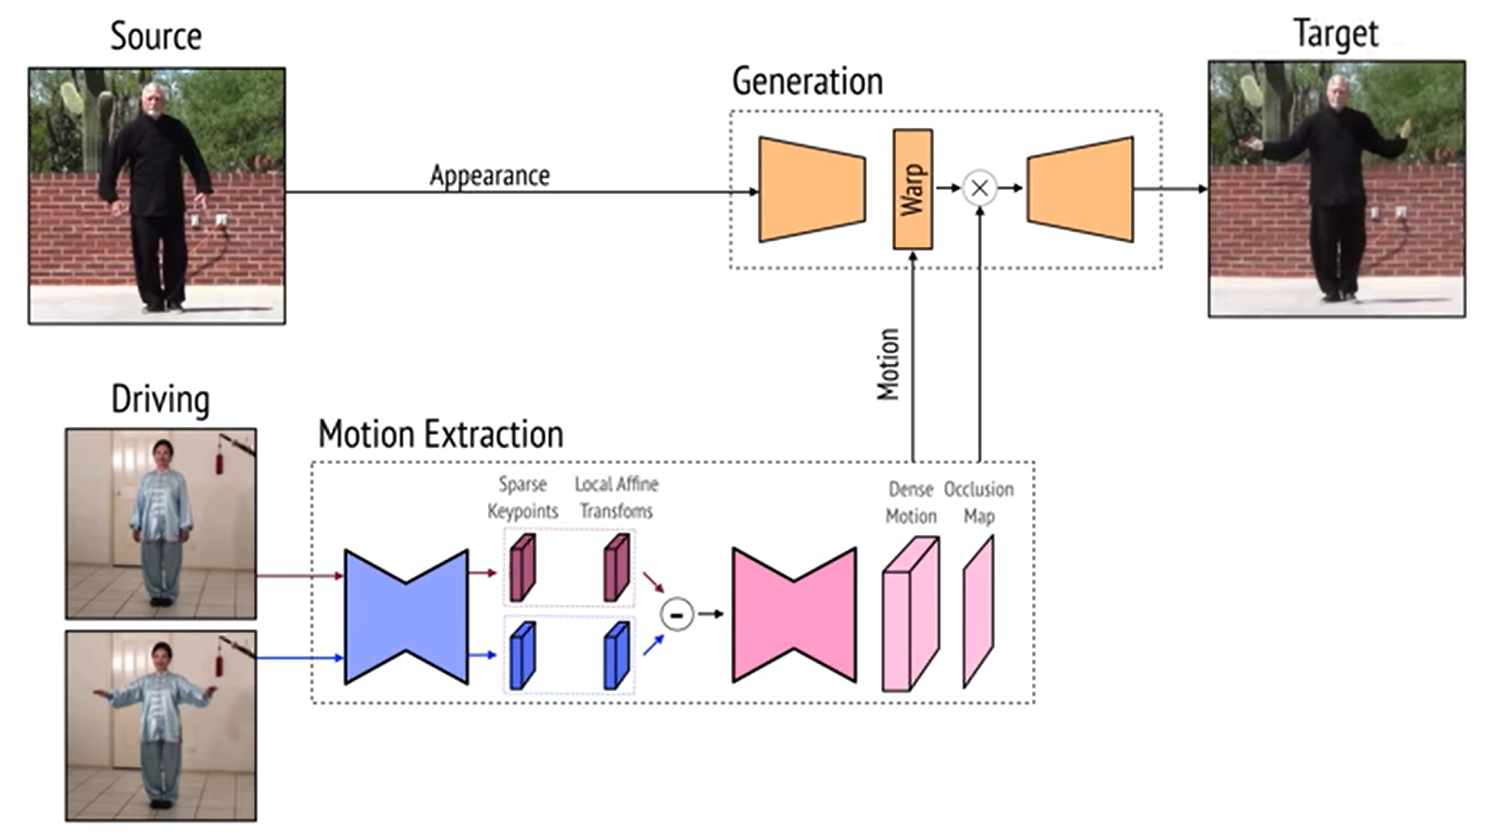 Source
Target
Generation
Appearance
Warp
×
Motion
Driving
Motion Extraction
Sparse
Keypoints
Local Affine
Transfoms
Dense
Motion
Occlusion
Map
-